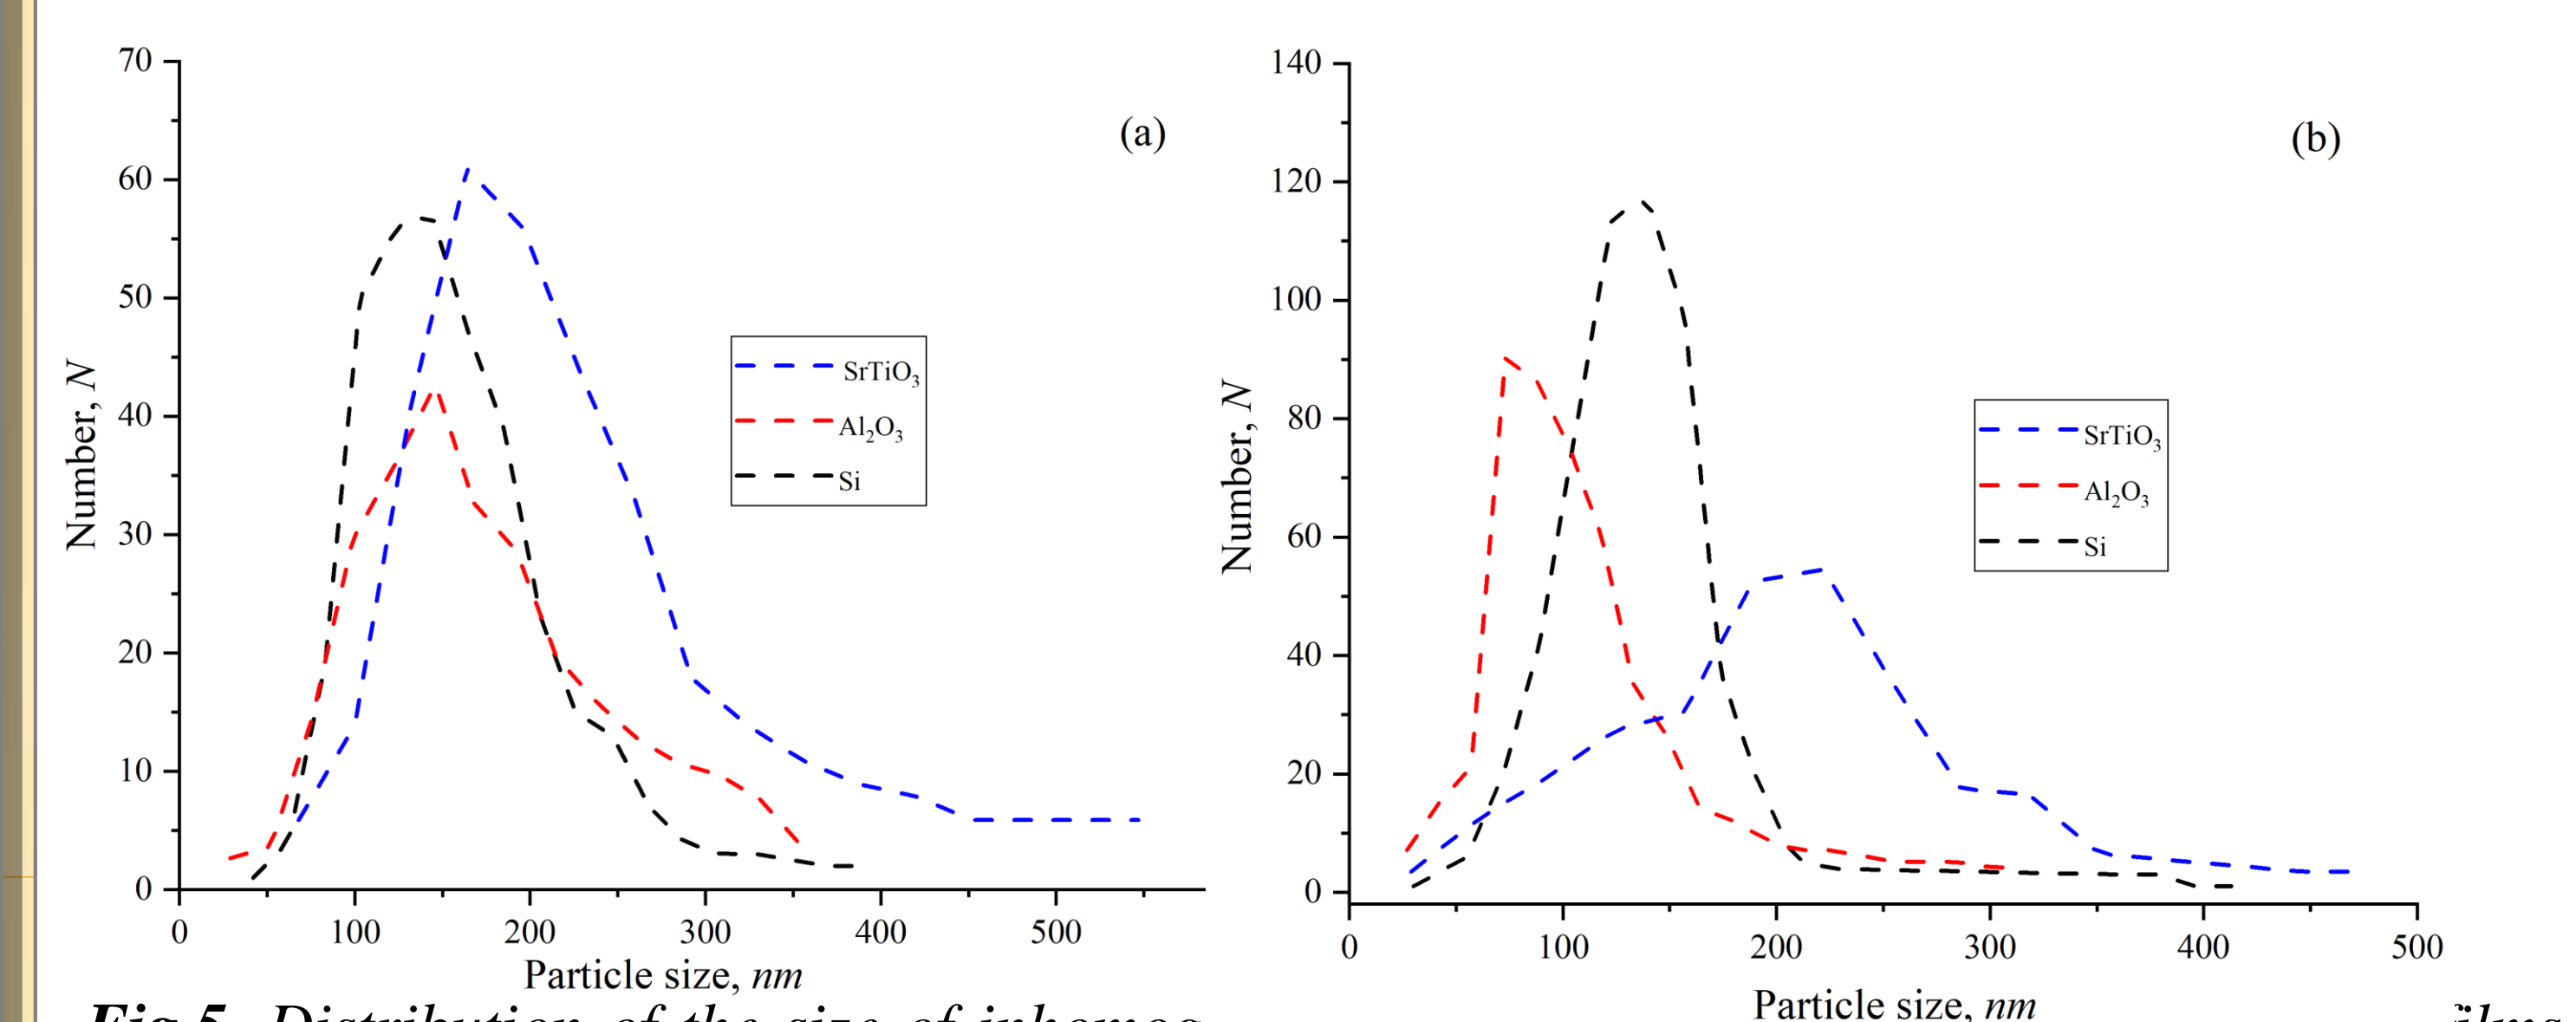 70
60
50
40
30
20
10
0
Number, N
(a)
SrTiO₃
Al₂O₃
Si
0 100 200 300 400 500
Particle size, nm
140
120
100
80
60
40
20
0
Number, N
(b)
SrTiO₃
Al₂O₃
Si
0 100 200 300 400 500
Particle size, nm
Fig 5. Distribution of the size of inhomog films